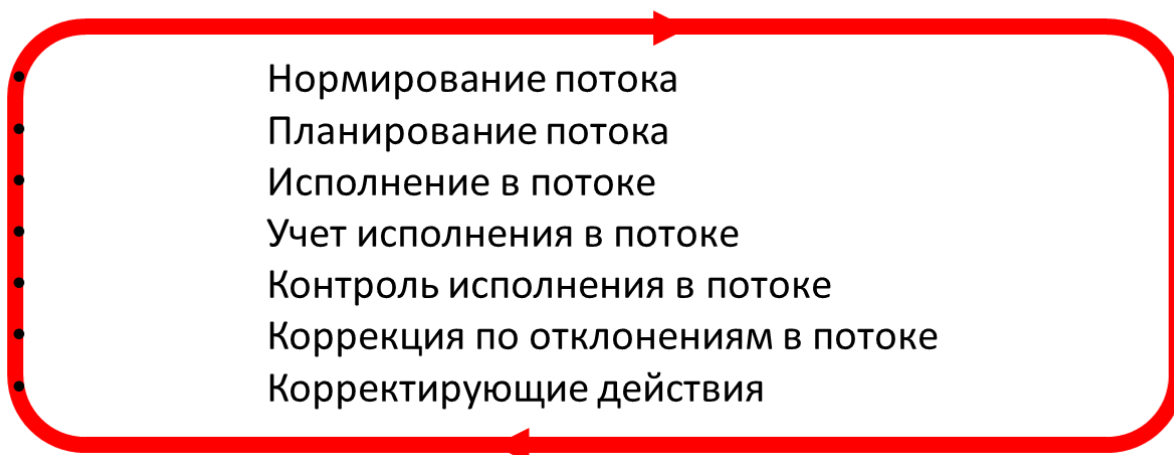 • Нормирование потока
• Планирование потока
• Исполнение в потоке
• Учет исполнения в потоке
• Контроль исполнения в потоке
• Коррекция по отклонениям в потоке
• Корректирующие действия